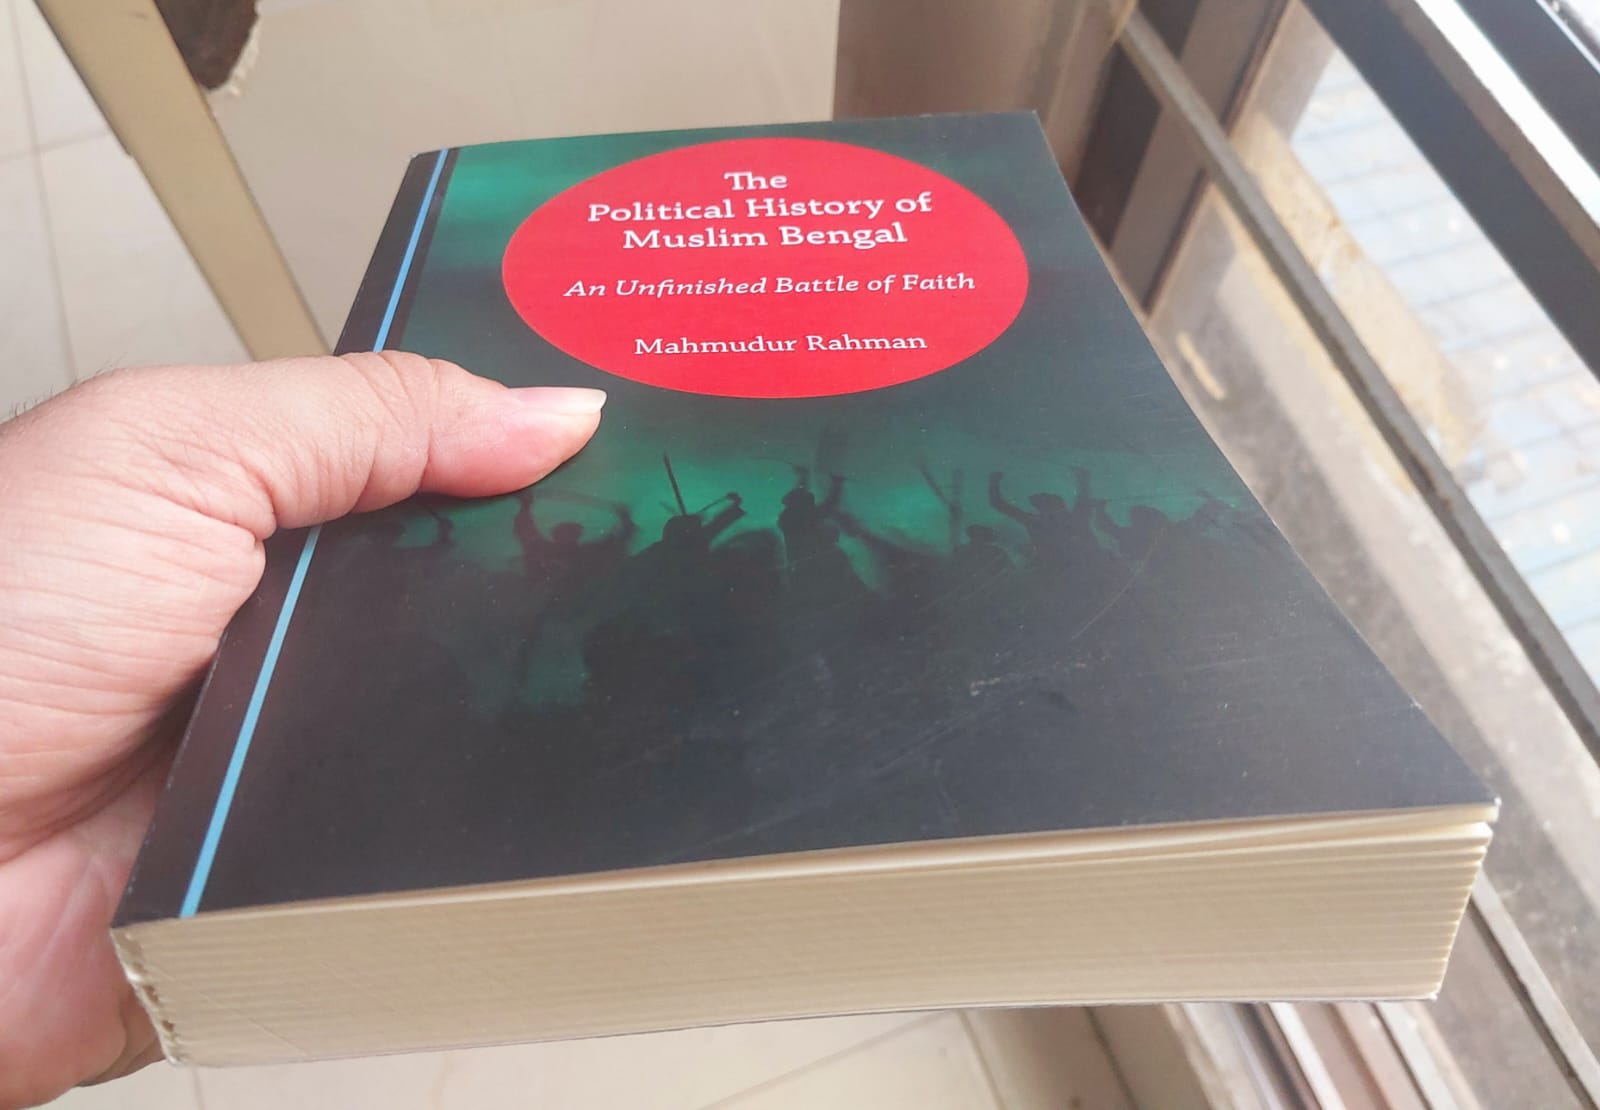 The
Political History of
Muslim Bengal
An Unfinished Battle of Faith
Mahmudur Rahman